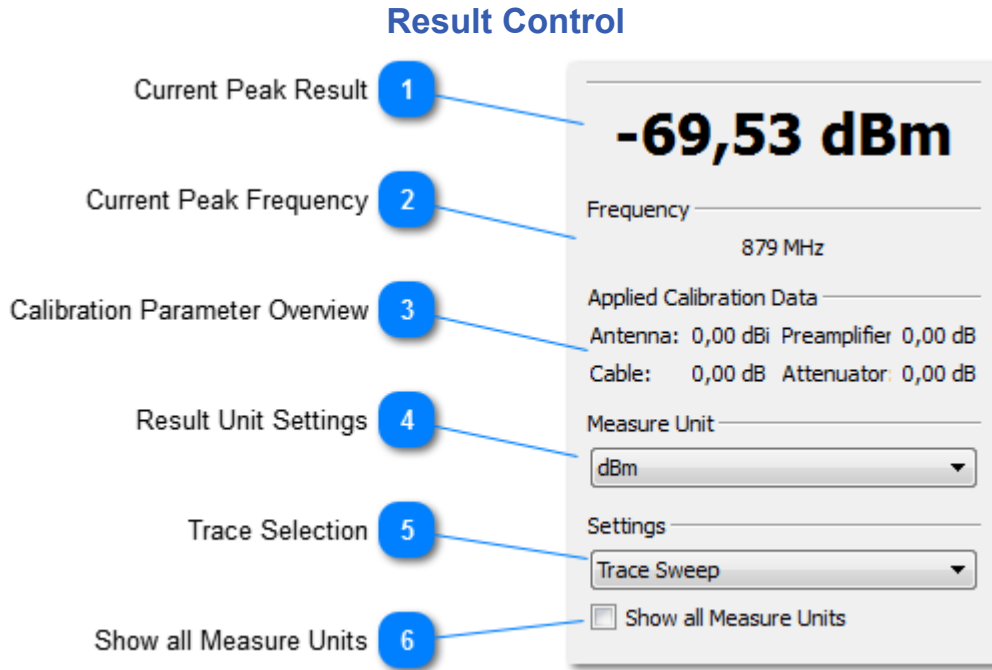 Result Control
Current Peak Result 1
-69,53 dBm
Current Peak Frequency 2
Frequency
879 MHz
Calibration Parameter Overview 3
Applied Calibration Data
Antenna: 0,00 dBi Preamplifier 0,00 dB
Cable: 0,00 dB Attenuator: 0,00 dB
Result Unit Settings 4
Measure Unit
dBm
Trace Selection 5
Settings
Trace Sweep
Show all Measure Units 6
Show all Measure Units